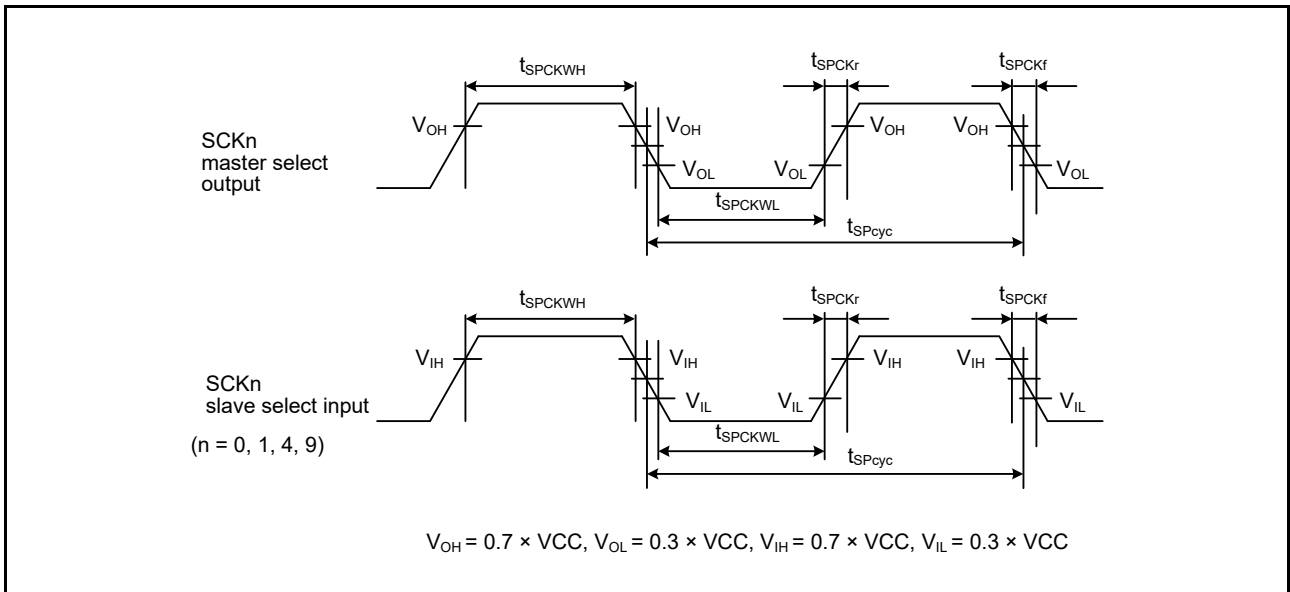 tSPCKWH
tSPCKr
tSPCKf
VOH
VOH
VOH
VOH
SCKn
master select
output
VOL
VOL
VOL
tSPCKWL
tSPcyc
tSPCKWH
tSPCKr
tSPCKf
VIH
VIH
VIH
VIH
SCKn
slave select input
VIL
VIL
VIL
(n = 0, 1, 4, 9)
tSPCKWL
tSPcyc
VOH = 0.7 × VCC, VOL = 0.3 × VCC, VIH = 0.7 × VCC, VIL = 0.3 × VCC